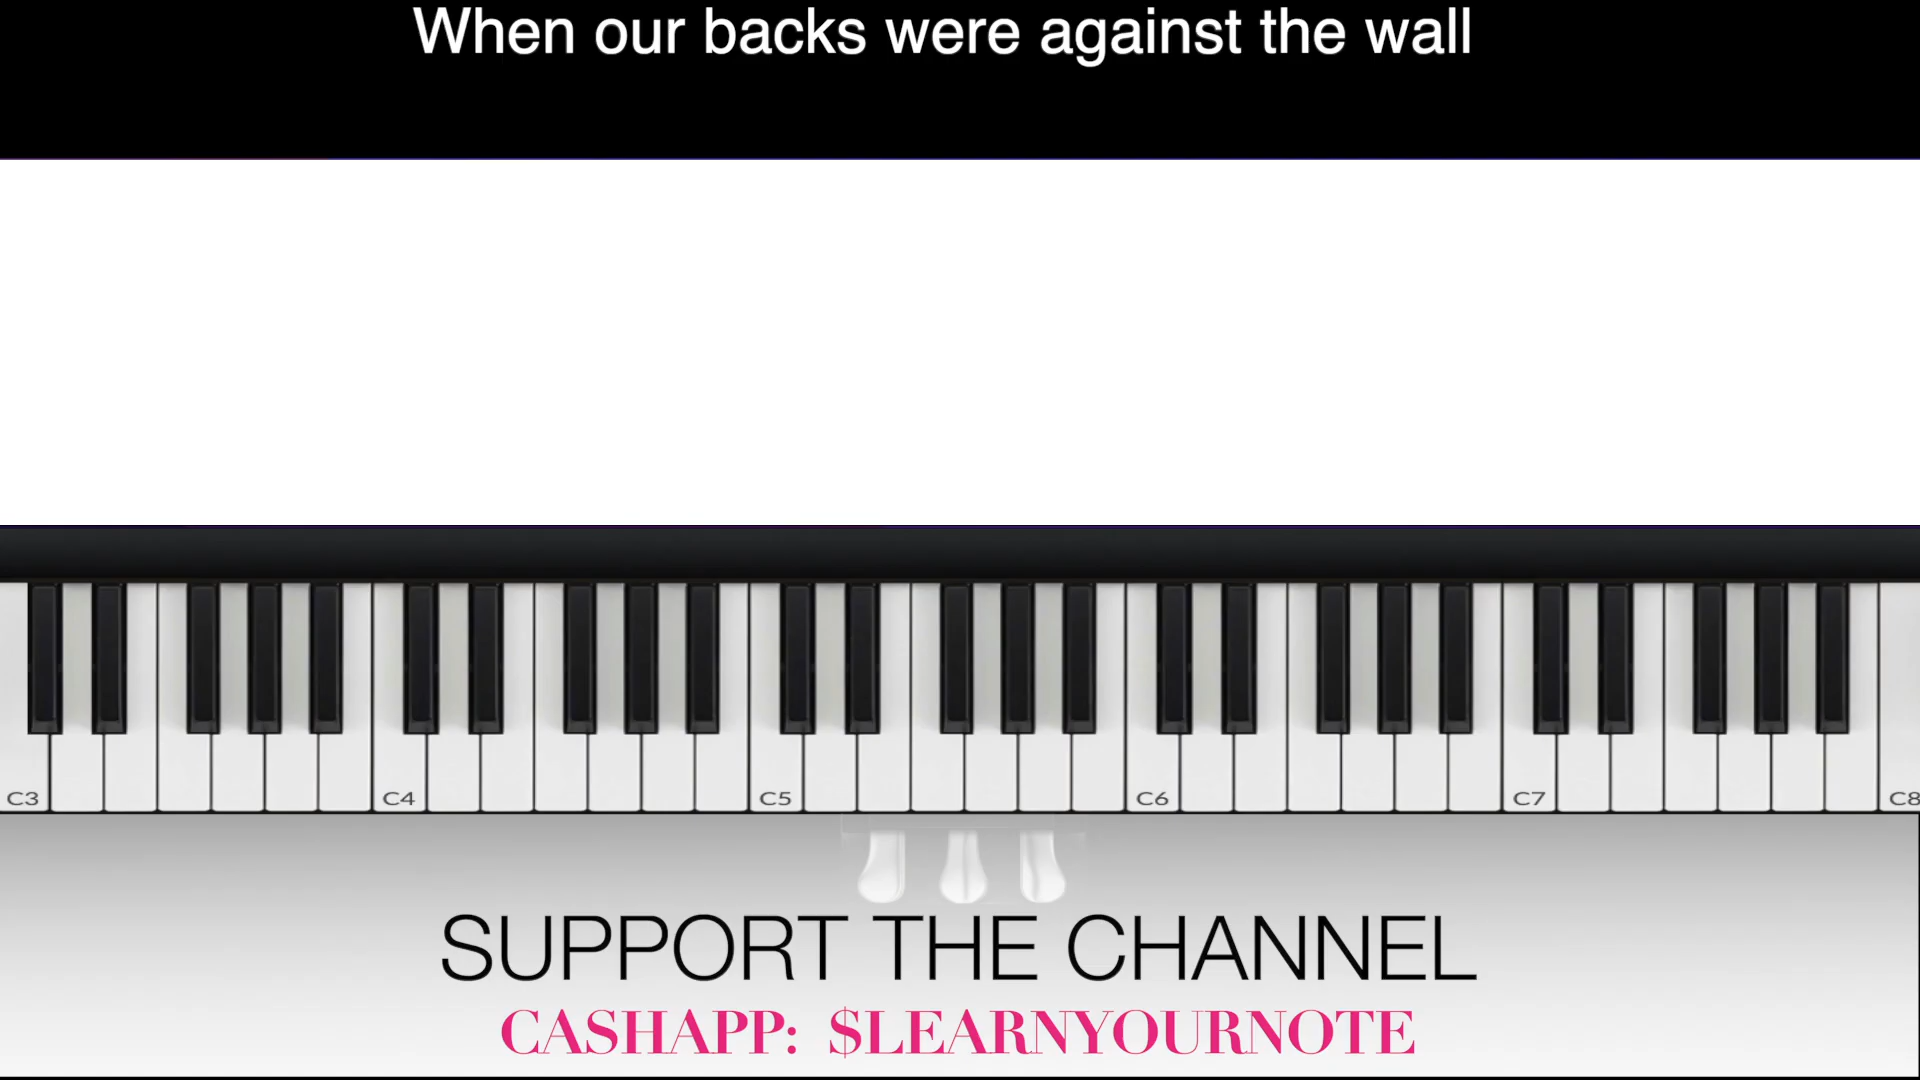 When our backs were against the wall
C3 C4 C5 C6 C7 C8
SUPPORT THE CHANNEL
CASHAPP: $LEARNYOURNOTE